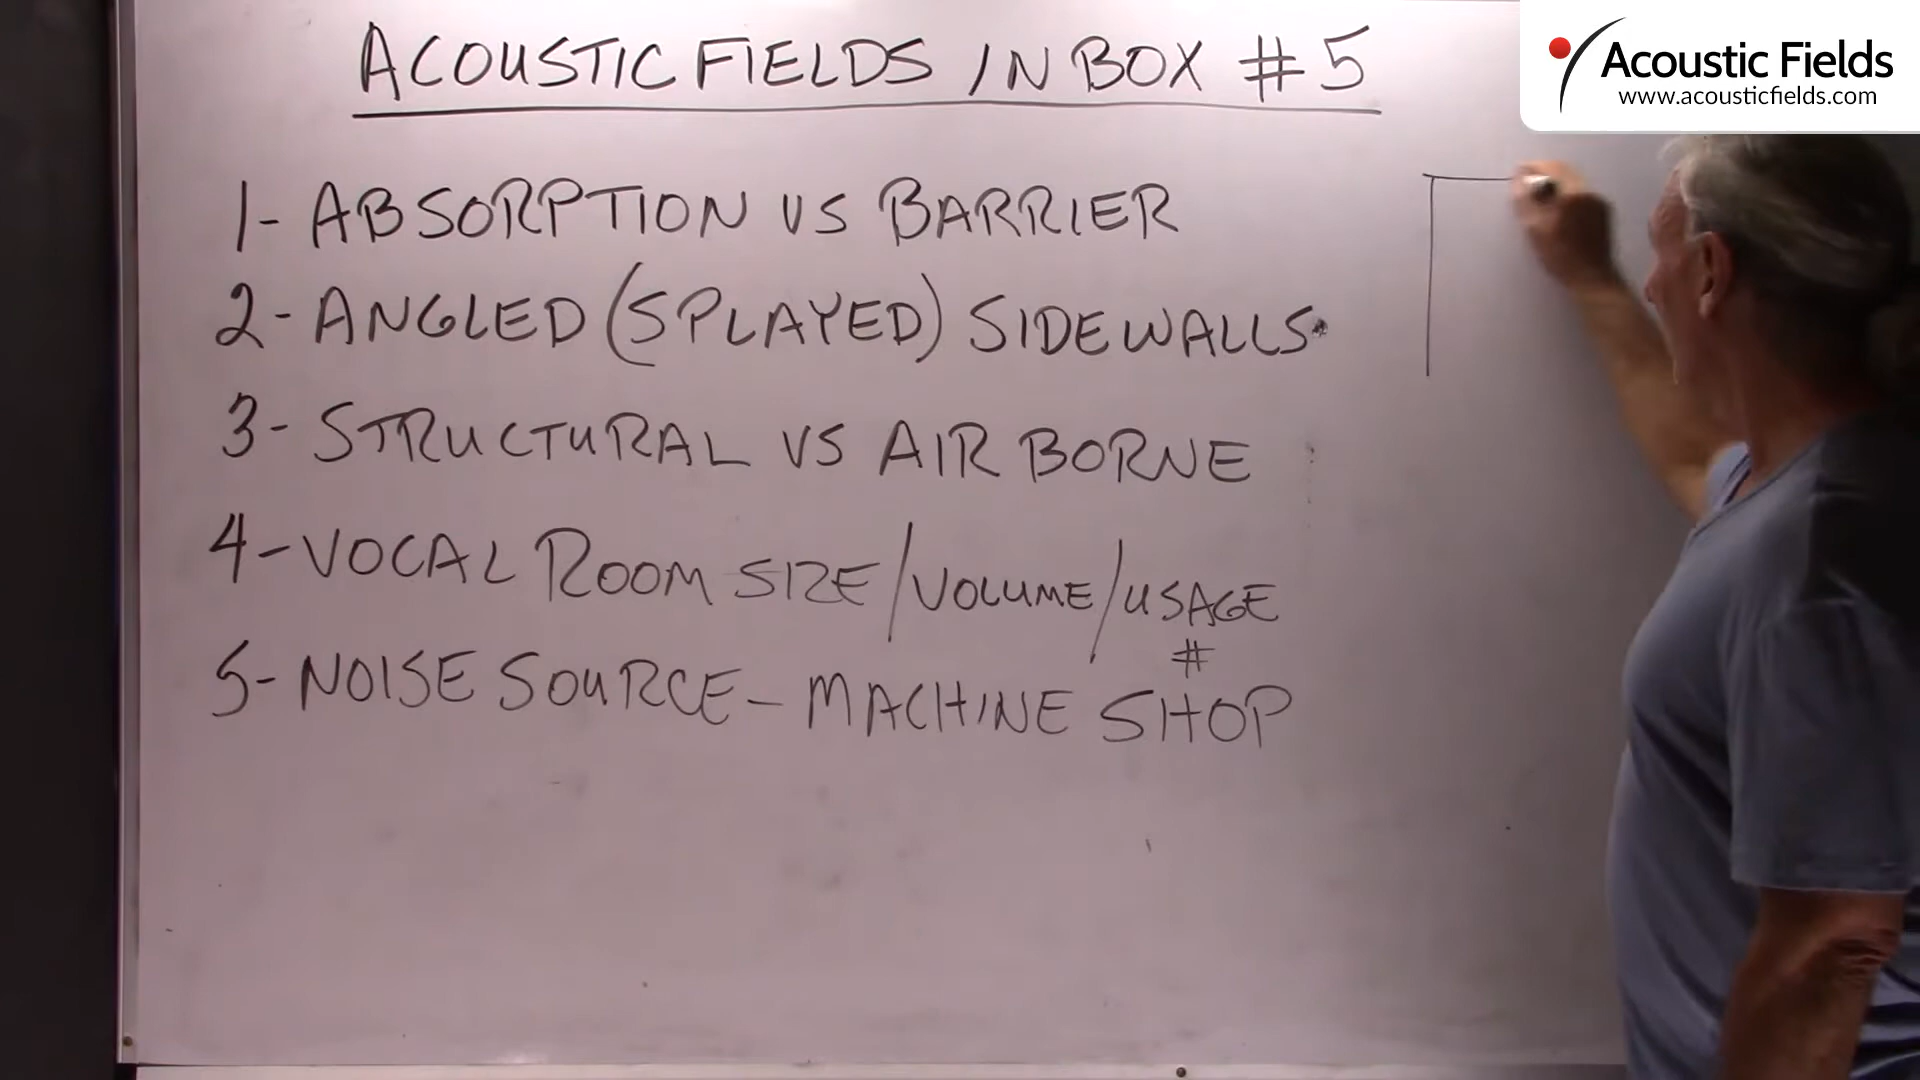 ACOUSTIC FIELDS IN BOX #5
1- ABSORPTION VS BARRIER
2- ANGLED (SPLAYED) SIDEWALLS
3- STRUCTURAL VS AIR BORNE
4- VOCAL ROOM SIZE/VOLUME/USAGE
#
5- NOISE SOURCE - MACHINE SHOP
Acoustic Fields
www.acousticfields.com